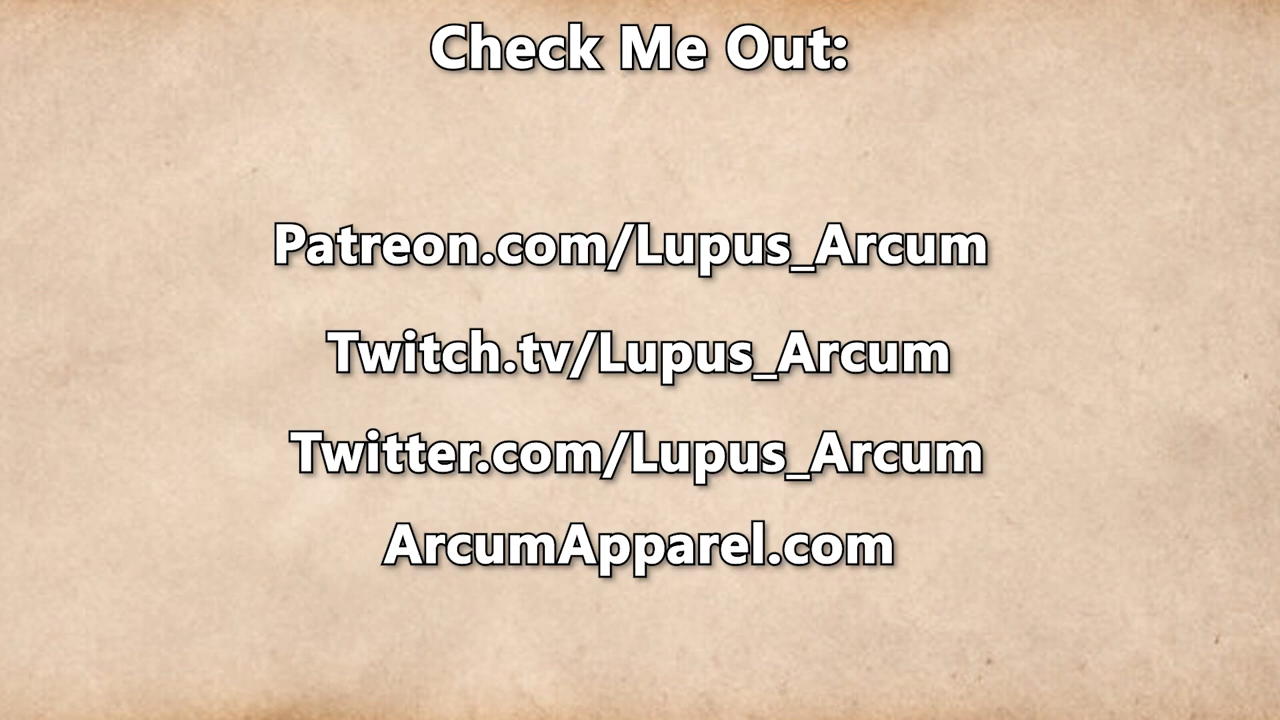 Check Me Out:
Patreon.com/Lupus_Arcum
Twitch.tv/Lupus_Arcum
Twitter.com/Lupus_Arcum
ArcumApparel.com